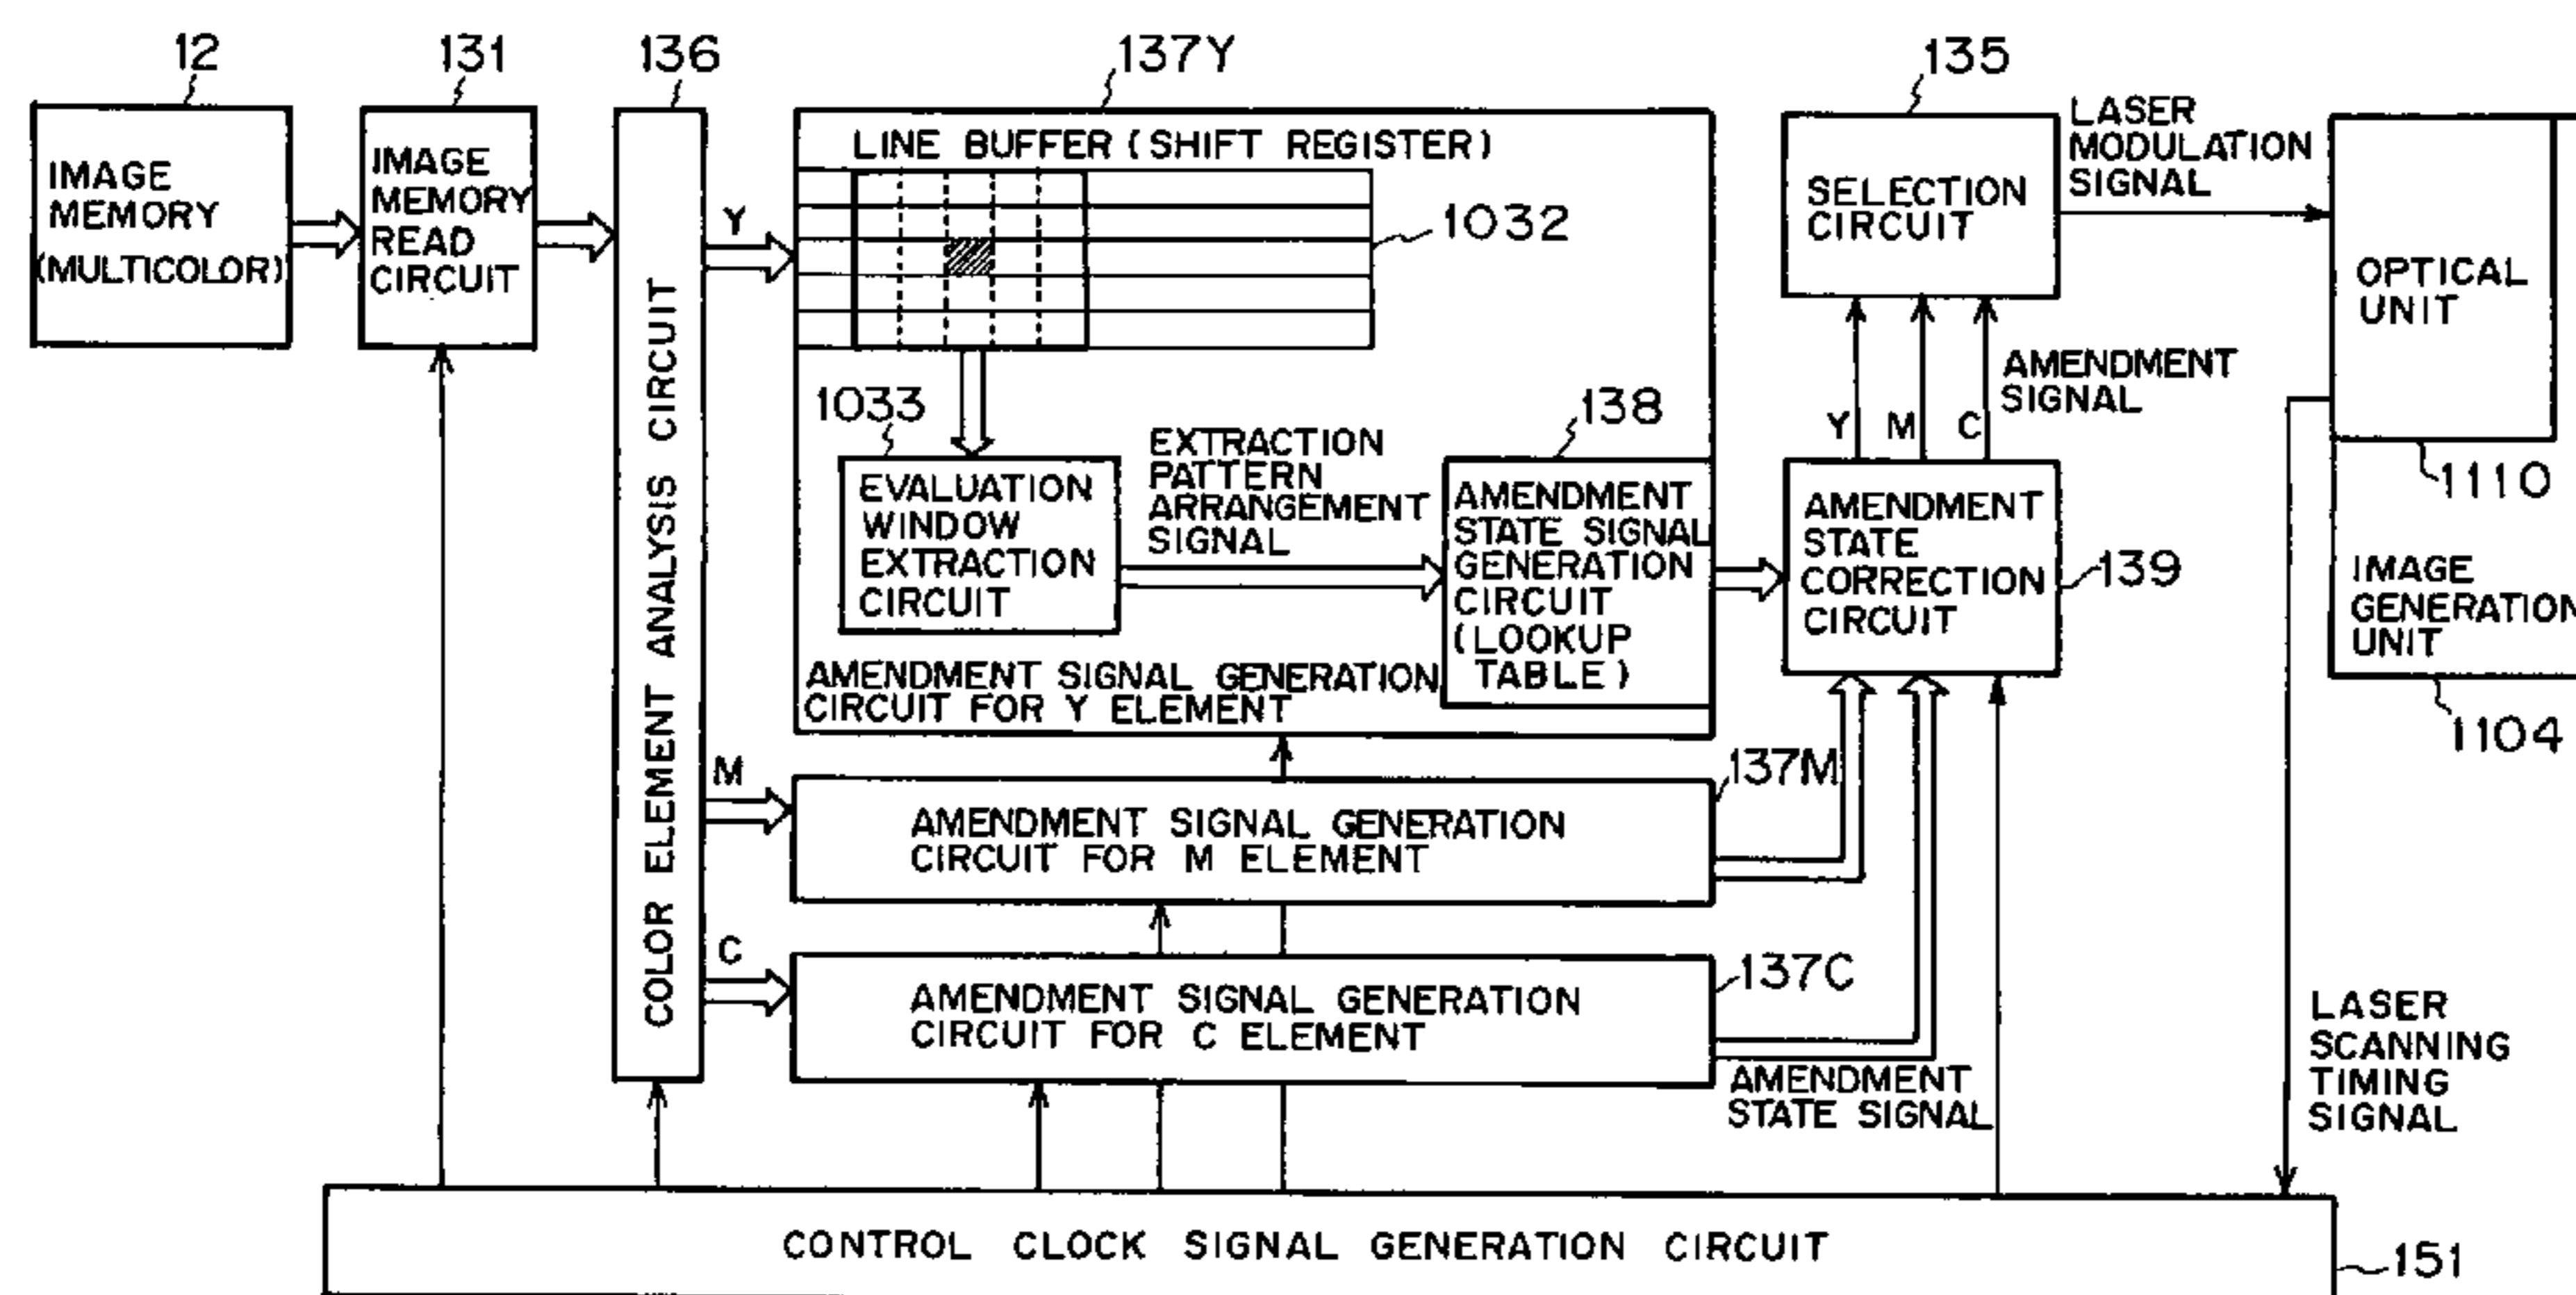 12
131
136
137Y
135
IMAGE
MEMORY
(MULTICOLOR)
IMAGE
MEMORY
READ
CIRCUIT
COLOR ELEMENT ANALYSIS CIRCUIT
Y
LINE BUFFER (SHIFT REGISTER)
1032
1033
EVALUATION
WINDOW
EXTRACTION
CIRCUIT
EXTRACTION
PATTERN
ARRANGEMENT
SIGNAL
138
AMENDMENT
STATE SIGNAL
GENERATION
CIRCUIT
(LOOKUP
TABLE)
AMENDMENT SIGNAL GENERATION
CIRCUIT FOR Y ELEMENT
SELECTION
CIRCUIT
LASER
MODULATION
SIGNAL
Y M C
AMENDMENT
SIGNAL
AMENDMENT
STATE
CORRECTION
CIRCUIT
139
OPTICAL
UNIT
1110
IMAGE
GENERATION
UNIT
1104
M
AMENDMENT SIGNAL GENERATION
CIRCUIT FOR M ELEMENT
137M
C
AMENDMENT SIGNAL GENERATION
CIRCUIT FOR C ELEMENT
137C
AMENDMENT
STATE SIGNAL
LASER
SCANNING
TIMING
SIGNAL
CONTROL CLOCK SIGNAL GENERATION CIRCUIT
151